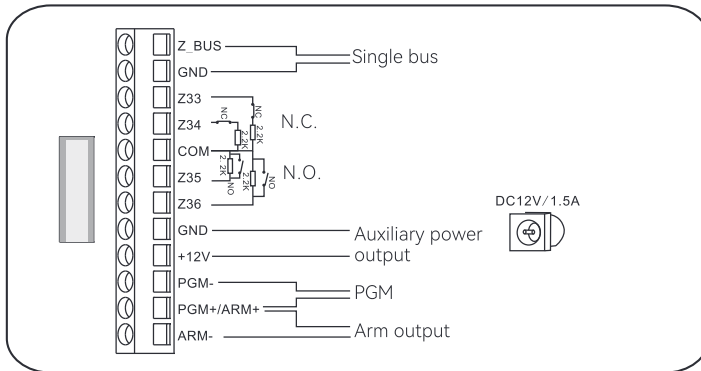 Z_BUS
GND
Single bus
Z33
NC
NC
Z34
2.2K
2.2K
N.C.
COM
2.2K
2.2K
Z35
NO
NO
N.O.
Z36
DC12V/1.5A
GND
Auxiliary power
+12V
output
PGM-
PGM
PGM+/ARM+
Arm output
ARM-